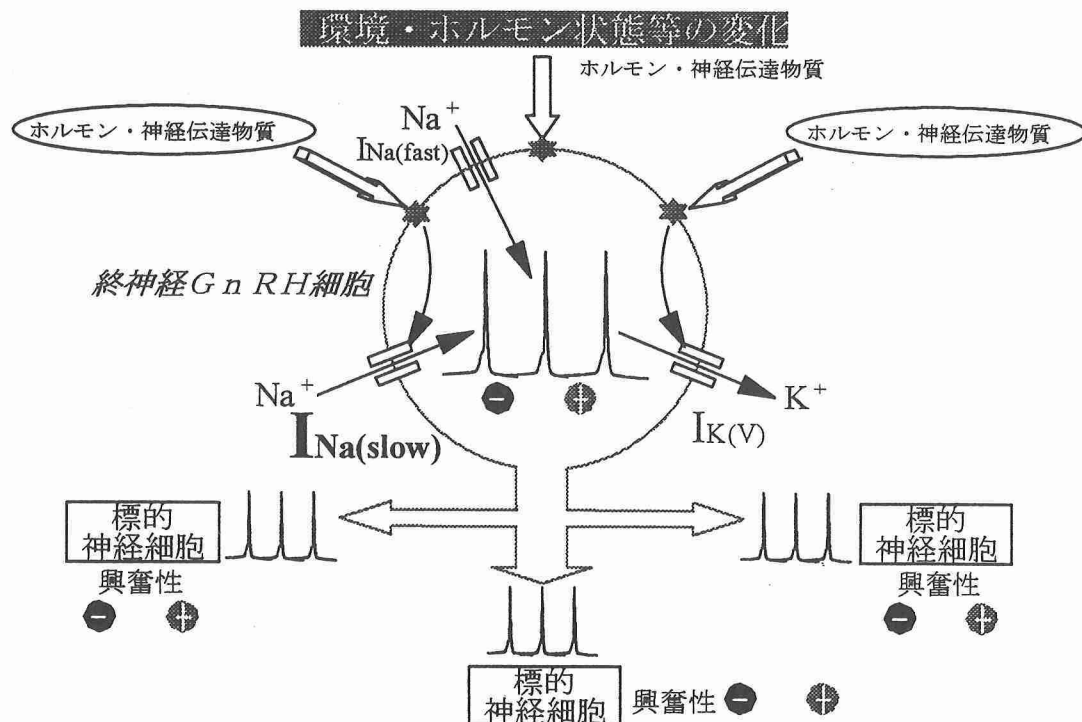 環境・ホルモン状態等の変化
ホルモン・神経伝達物質
ホルモン・神経伝達物質
ホルモン・神経伝達物質
Na⁺
INa(fast)
終神経GnRH細胞
Na⁺
INa(slow)
− +
K⁺
IK(V)
標的
神経細胞
興奮性
− +
標的
神経細胞
興奮性
− +
標的
神経細胞
興奮性 − +